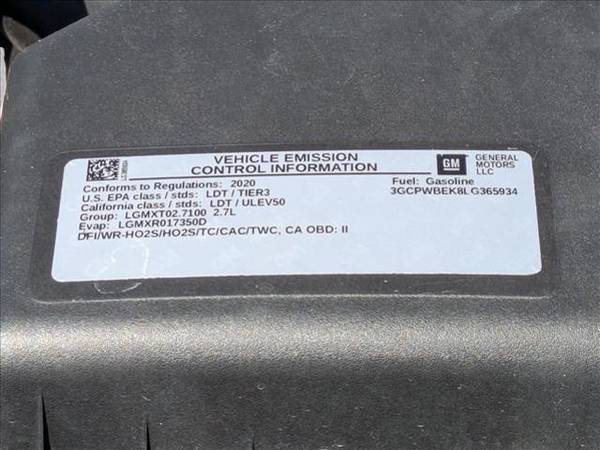 VEHICLE EMISSION
CONTROL INFORMATION
GM
GENERAL
MOTORS
LLC
Conforms to Regulations: 2020
Fuel: Gasoline
U.S. EPA class / stds: LDT / TIER3
3GCPWBEK8LG365934
California class / stds: LDT / ULEV50
Group: LGMXT02.7100 2.7L
Evap: LGMXR017350D
DFI/WR-HO2S/HO2S/TC/CAC/TWC, CA OBD: II